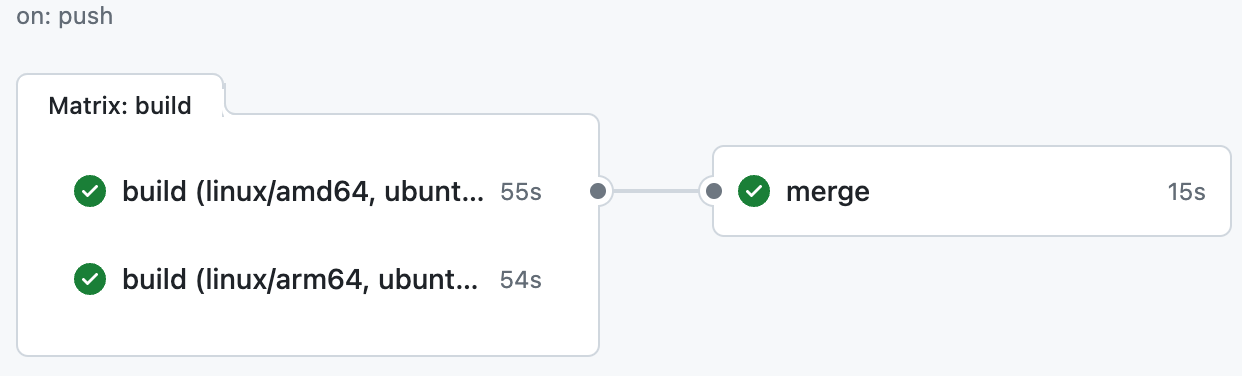 on: push
Matrix: build
build (linux/amd64, ubunt... 55s
build (linux/arm64, ubunt... 54s
merge 15s